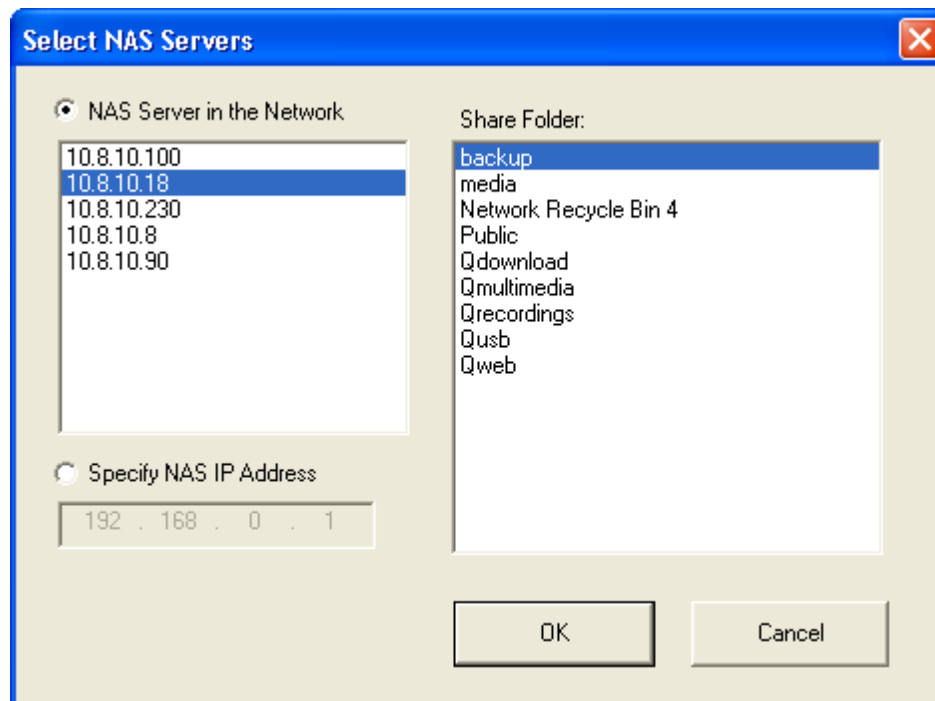 Select NAS Servers
NAS Server in the Network
10.8.10.100
10.8.10.18
10.8.10.230
10.8.10.8
10.8.10.90
Specify NAS IP Address
192 . 168 . 0 . 1
Share Folder:
backup
media
Network Recycle Bin 4
Public
Qdownload
Qmultimedia
Qrecordings
Qusb
Qweb
OK
Cancel